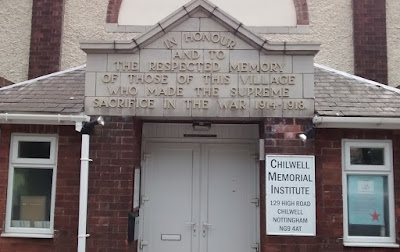 IN HONOUR
AND TO
THE RESPECTED MEMORY
OF THOSE OF THIS VILLAGE
WHO MADE THE SUPREME
SACRIFICE IN THE WAR 1914-1918.
CHILWELL
MEMORIAL
INSTITUTE
129 HIGH ROAD
CHILWELL
NOTTINGHAM
NG9 4AT